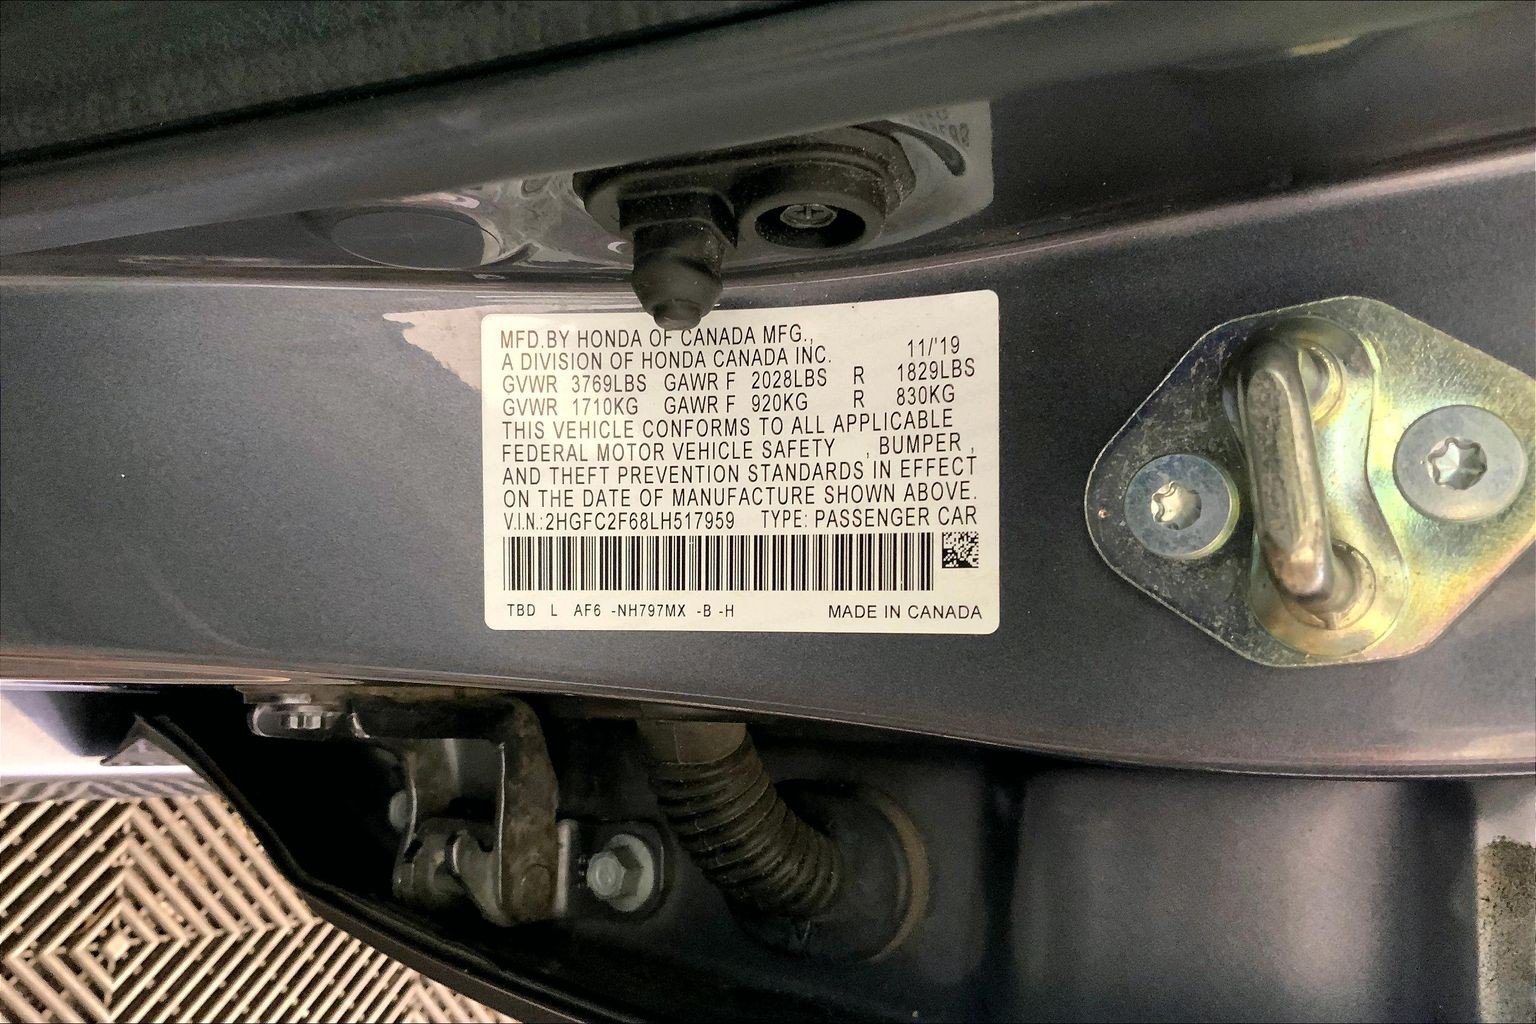 MFD.BY HONDA OF CANADA MFG.,
A DIVISION OF HONDA CANADA INC. 11/'19
GVWR 3769LBS GAWR F 2028LBS R 1829LBS
GVWR 1710KG GAWR F 920KG R 830KG
THIS VEHICLE CONFORMS TO ALL APPLICABLE
FEDERAL MOTOR VEHICLE SAFETY , BUMPER ,
AND THEFT PREVENTION STANDARDS IN EFFECT
ON THE DATE OF MANUFACTURE SHOWN ABOVE.
V.I.N.:2HGFC2F68LH517959 TYPE: PASSENGER CAR
TBD L AF6 -NH797MX -B -H MADE IN CANADA